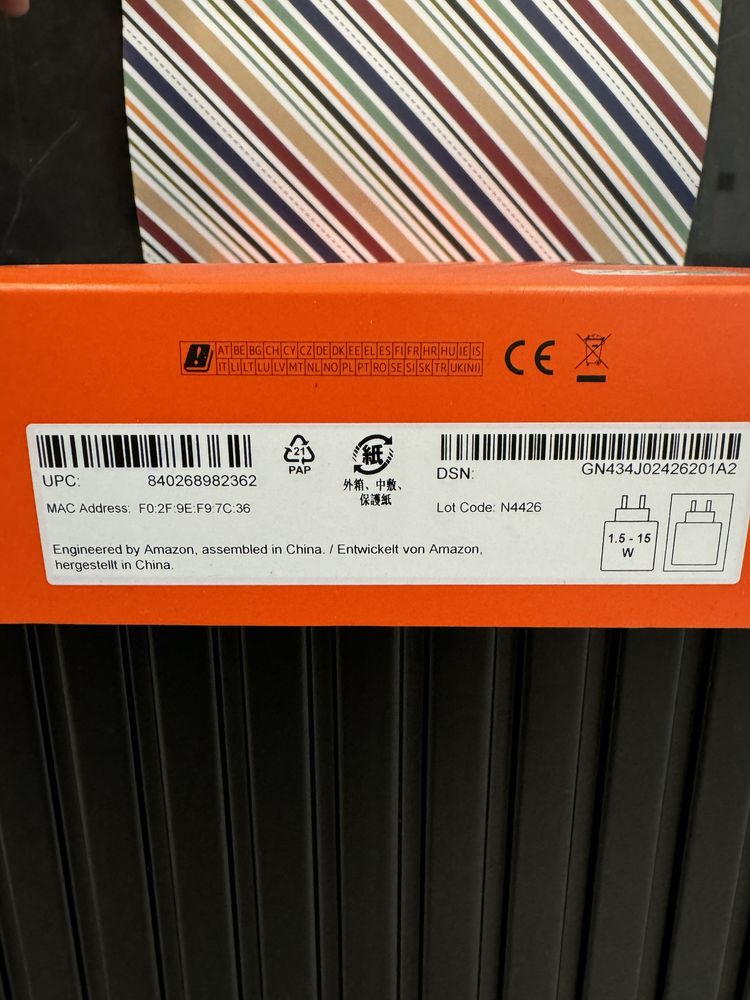 AT BE BG CH CY CZ DE DK EE EL ES FI FR HR HU IE IS
IT LI LT LU LV MT NL NO PL PT RO SE SI SK TR UK(NI)
CE
UPC: 840268982362
21
PAP
紙
外箱、中敷、
保護紙
DSN: GN434J02426201A2
MAC Address: F0:2F:9E:F9:7C:36
Lot Code: N4426
1.5 - 15
W
Engineered by Amazon, assembled in China. / Entwickelt von Amazon,
hergestellt in China.